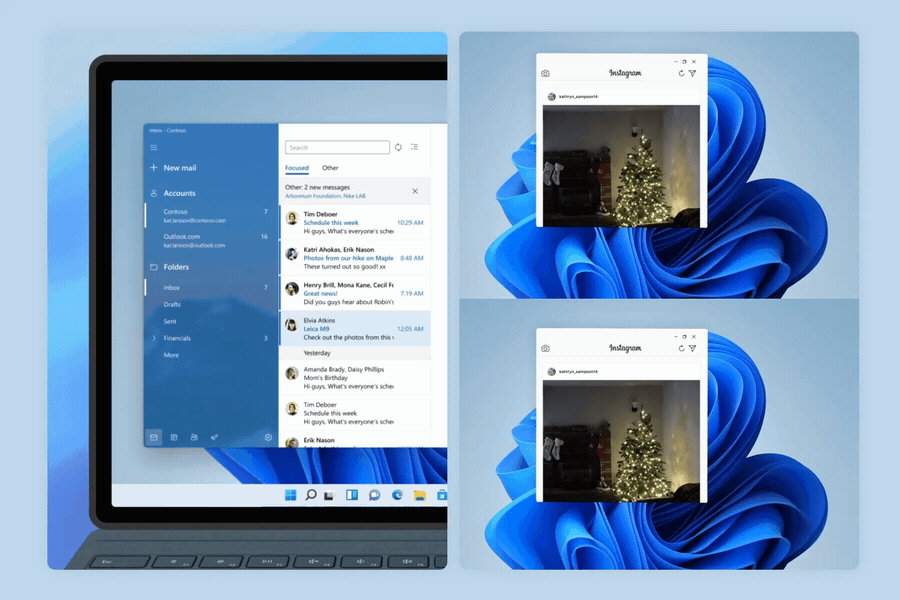 Inbox - Contoso
New mail
Accounts
Contoso 7
kat.larsson@contoso.com
Outlook.com 16
kat.larsson@outlook.com
Folders
Inbox 7
Drafts
Sent
Financials 3
More
Search
Focused Other
Other: 2 new messages
Arboretum Foundation, Nike LAB
Tim Deboer
Schedule this week 10:29 AM
Hi guys, What's everyone's sche
Katri Ahokas, Erik Nason
Photos from our hike on Maple 8:48 AM
These turned out so good! xx
Henry Brill, Mona Kane, Cecil Fo
Great news! 7:19 AM
Did you guys hear about Robin's
Elvia Atkins
Leica M9 12:05 AM
Check out the photos from this
Yesterday
Amanda Brady, Daisy Phillips
Mom's Birthday
Hi guys, What's everyone's sche
Tim Deboer
Schedule this week
Hi guys, What's everyone's sche
Erik Nason
Instagram
kathryn_sampson14
Instagram
kathryn_sampson14